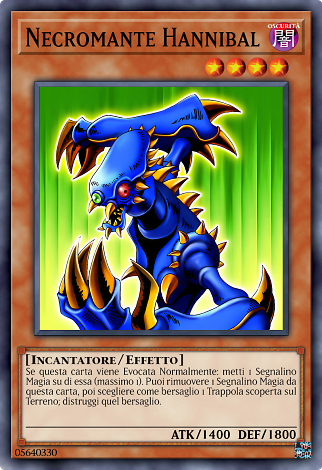 Necromante Hannibal
OSCURITÀ
闇
[Incantatore/Effetto]
Se questa carta viene Evocata Normalmente: metti 1 Segnalino
Magia su di essa (massimo 1). Puoi rimuovere 1 Segnalino Magia da
questa carta, poi scegliere come bersaglio 1 Trappola scoperta sul
Terreno; distruggi quel bersaglio.
ATK/1400 DEF/1800
05640330